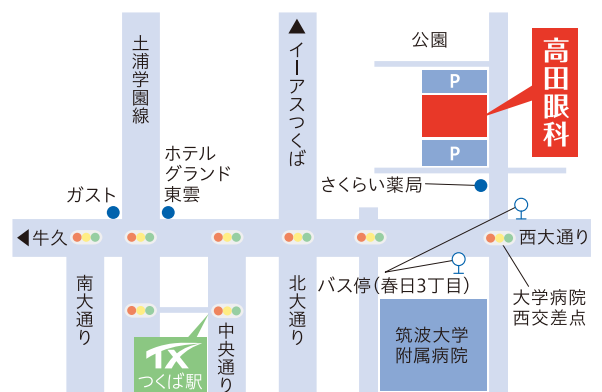 公園
P
高田眼科
P
土浦学園線
▲イーアスつくば
ホテル
グランド
東雲
ガスト
さくらい薬局
◀牛久
西大通り
バス停(春日3丁目)
大学病院
西交差点
南大通り
中央通り
北大通り
筑波大学
附属病院
TX
つくば駅